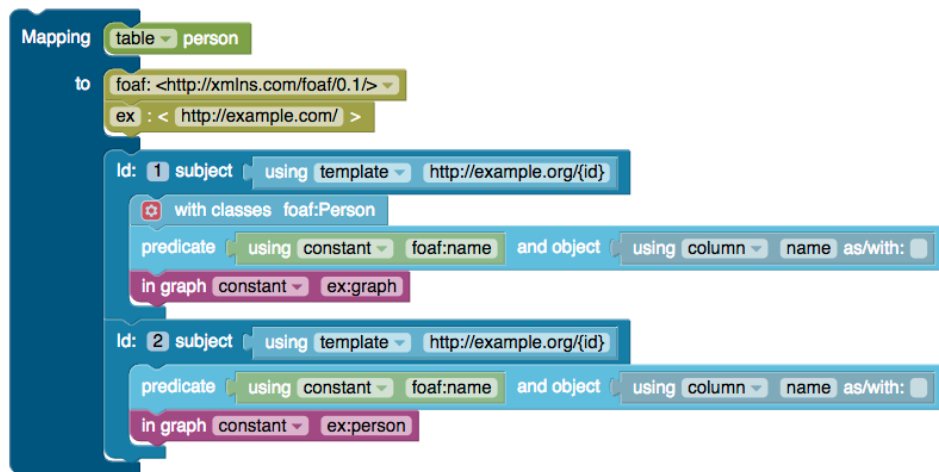 Mapping table person
to foaf: <http://xmlns.com/foaf/0.1/>
ex : < http://example.com/ >
Id: 1 subject using template http://example.org/{id}
with classes foaf:Person
predicate using constant foaf:name and object using column name as/with:
in graph constant ex:graph
Id: 2 subject using template http://example.org/{id}
predicate using constant foaf:name and object using column name as/with:
in graph constant ex:person